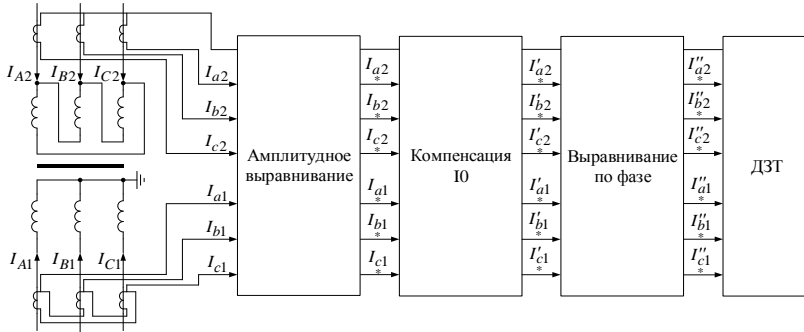 I_{A2} I_{B2} I_{C2}
I_{a2}
I_{b2}
I_{c2}
I_{a1}
I_{b1}
I_{c1}
I_{A1} I_{B1} I_{C1}
Амплитудное
выравнивание
I_{a2}
*
I_{b2}
*
I_{c2}
*
I_{a1}
*
I_{b1}
*
I_{c1}
*
Компенсация
I0
I'_{a2}
*
I'_{b2}
*
I'_{c2}
*
I'_{a1}
*
I'_{b1}
*
I'_{c1}
*
Выравнивание
по фазе
I''_{a2}
*
I''_{b2}
*
I''_{c2}
*
I''_{a1}
*
I''_{b1}
*
I''_{c1}
*
ДЗТ